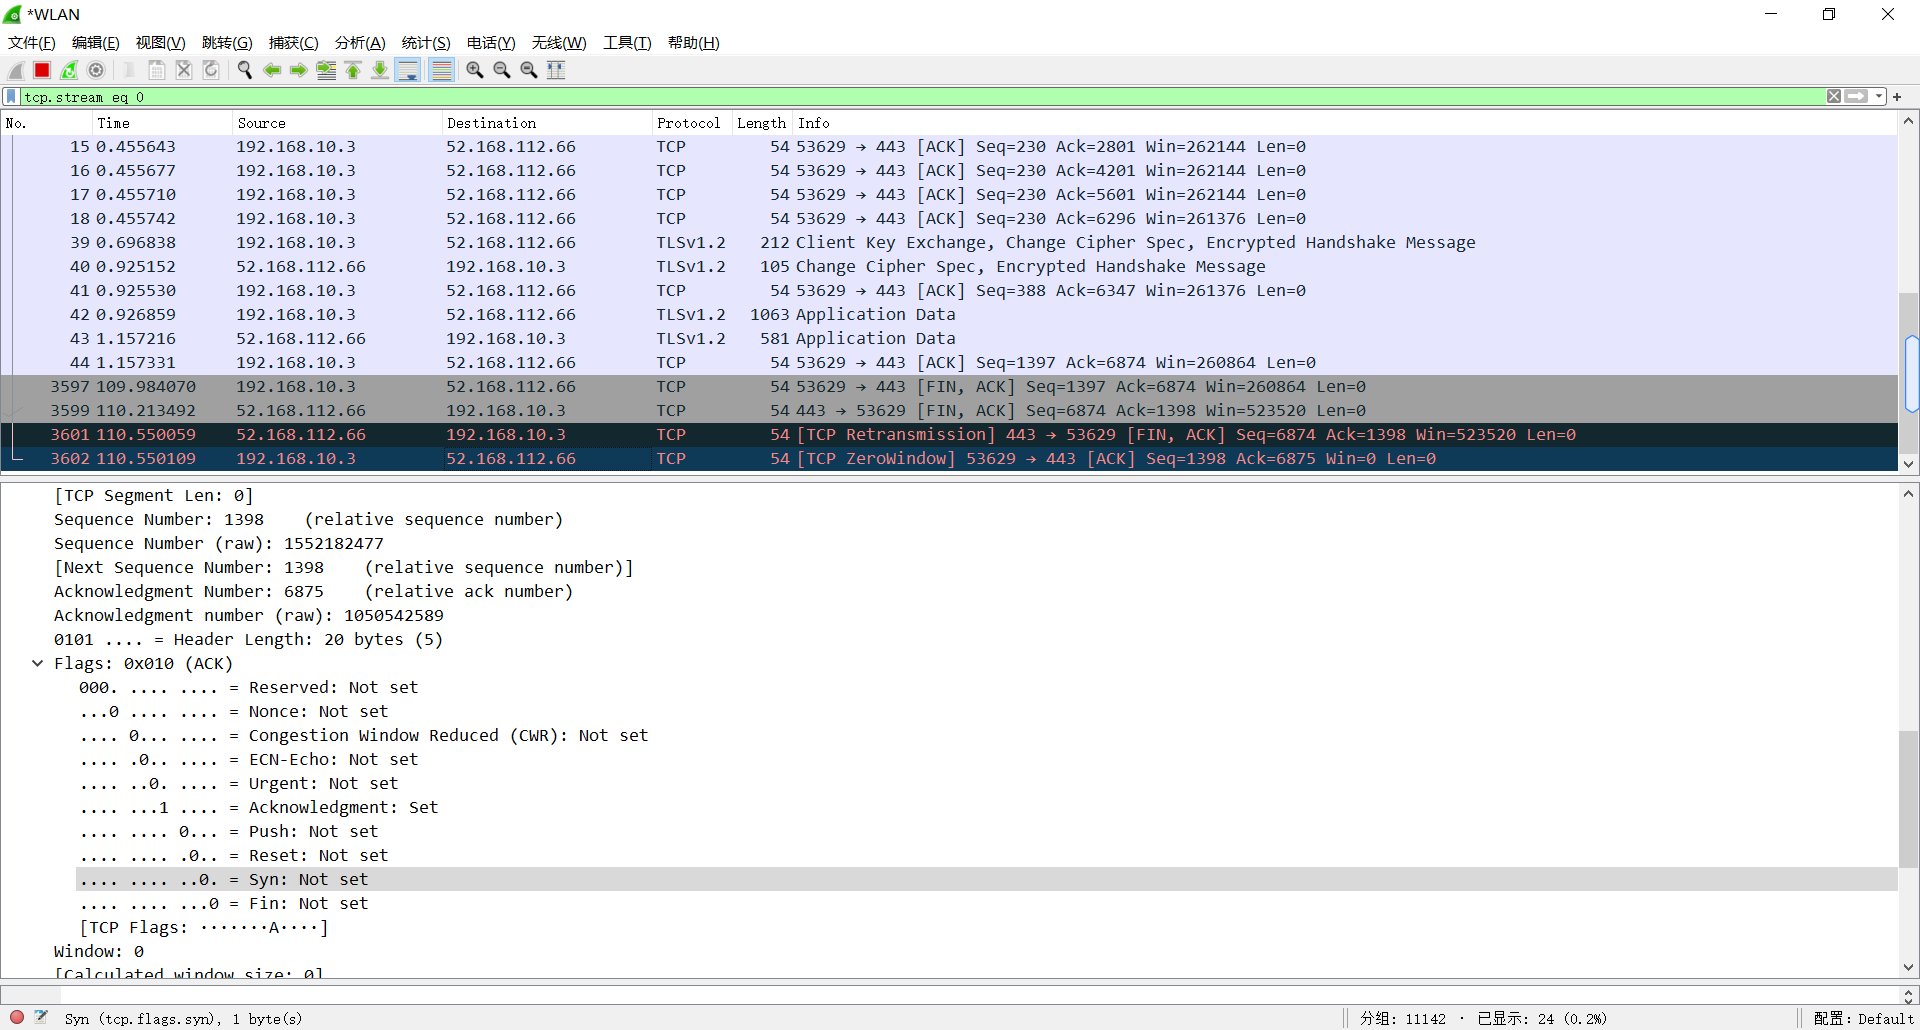 *WLAN
文件(F) 编辑(E) 视图(V) 跳转(G) 捕获(C) 分析(A) 统计(S) 电话(Y) 无线(W) 工具(T) 帮助(H)
tcp.stream eq 0
No. Time Source Destination Protocol Length Info
15 0.455643 192.168.10.3 52.168.112.66 TCP 54 53629 → 443 [ACK] Seq=230 Ack=2801 Win=262144 Len=0
16 0.455677 192.168.10.3 52.168.112.66 TCP 54 53629 → 443 [ACK] Seq=230 Ack=4201 Win=262144 Len=0
17 0.455710 192.168.10.3 52.168.112.66 TCP 54 53629 → 443 [ACK] Seq=230 Ack=5601 Win=262144 Len=0
18 0.455742 192.168.10.3 52.168.112.66 TCP 54 53629 → 443 [ACK] Seq=230 Ack=6296 Win=261376 Len=0
39 0.696838 192.168.10.3 52.168.112.66 TLSv1.2 212 Client Key Exchange, Change Cipher Spec, Encrypted Handshake Message
40 0.925152 52.168.112.66 192.168.10.3 TLSv1.2 105 Change Cipher Spec, Encrypted Handshake Message
41 0.925530 192.168.10.3 52.168.112.66 TCP 54 53629 → 443 [ACK] Seq=388 Ack=6347 Win=261376 Len=0
42 0.926859 192.168.10.3 52.168.112.66 TLSv1.2 1063 Application Data
43 1.157216 52.168.112.66 192.168.10.3 TLSv1.2 581 Application Data
44 1.157331 192.168.10.3 52.168.112.66 TCP 54 53629 → 443 [ACK] Seq=1397 Ack=6874 Win=260864 Len=0
3597 109.984070 192.168.10.3 52.168.112.66 TCP 54 53629 → 443 [FIN, ACK] Seq=1397 Ack=6874 Win=260864 Len=0
3599 110.213492 52.168.112.66 192.168.10.3 TCP 54 443 → 53629 [FIN, ACK] Seq=6874 Ack=1398 Win=523520 Len=0
3601 110.550059 52.168.112.66 192.168.10.3 TCP 54 [TCP Retransmission] 443 → 53629 [FIN, ACK] Seq=6874 Ack=1398 Win=523520 Len=0
3602 110.550109 192.168.10.3 52.168.112.66 TCP 54 [TCP ZeroWindow] 53629 → 443 [ACK] Seq=1398 Ack=6875 Win=0 Len=0
[TCP Segment Len: 0]
Sequence Number: 1398 (relative sequence number)
Sequence Number (raw): 1552182477
[Next Sequence Number: 1398 (relative sequence number)]
Acknowledgment Number: 6875 (relative ack number)
Acknowledgment number (raw): 1050542589
0101 .... = Header Length: 20 bytes (5)
Flags: 0x010 (ACK)
000. .... .... = Reserved: Not set
...0 .... .... = Nonce: Not set
.... 0... .... = Congestion Window Reduced (CWR): Not set
.... .0.. .... = ECN-Echo: Not set
.... ..0. .... = Urgent: Not set
.... ...1 .... = Acknowledgment: Set
.... .... 0... = Push: Not set
.... .... .0.. = Reset: Not set
.... .... ..0. = Syn: Not set
.... .... ...0 = Fin: Not set
[TCP Flags: ·······A····]
Window: 0
[Calculated window size: 0]
Syn (tcp.flags.syn), 1 byte(s) 分组: 11142 · 已显示: 24 (0.2%) 配置: Default